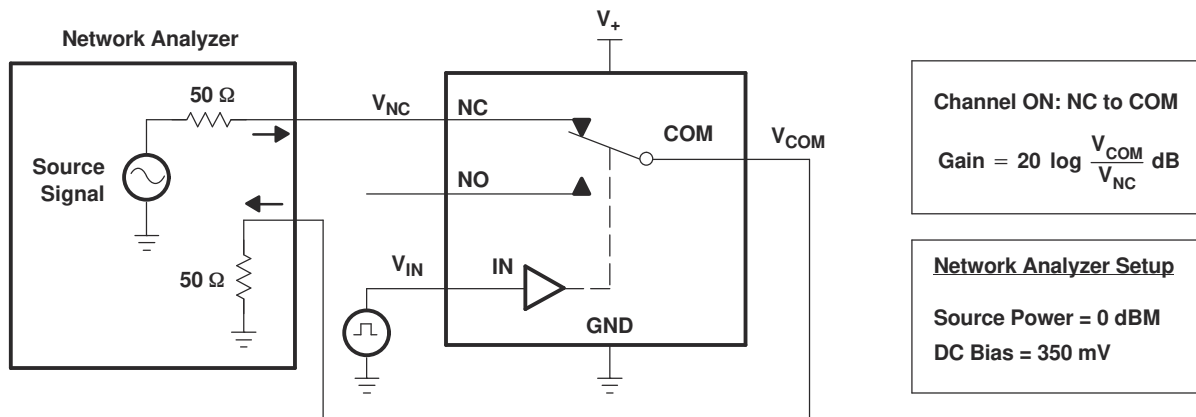 Network Analyzer
50 Ω
Source
Signal
50 Ω
V+
VNC
NC
COM
VCOM
NO
VIN
IN
GND
Channel ON: NC to COM
Gain = 20 log VCOM/VNC dB
Network Analyzer Setup
Source Power = 0 dBM
DC Bias = 350 mV